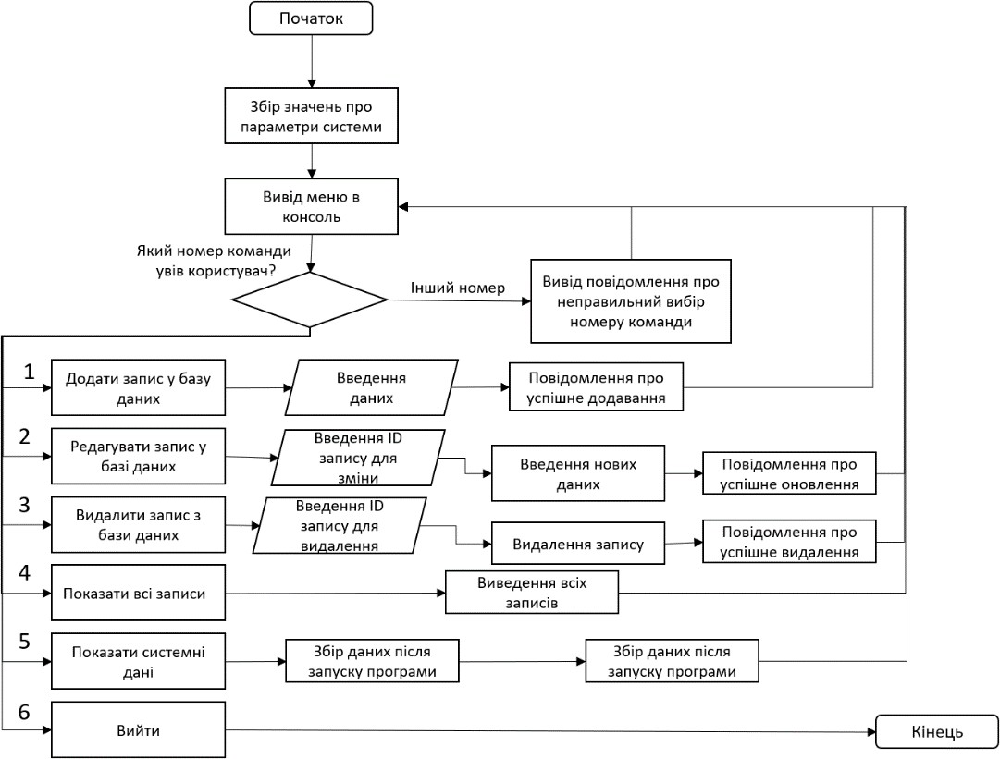 Початок
Збір значень про
параметри системи
Вивід меню в
консоль
Який номер команди
увів користувач?
Інший номер
Вивід повідомлення про
неправильний вибір
номеру команди
1
Додати запис у базу
даних
Введення
даних
Повідомлення про
успішне додавання
2
Редагувати запис у
базі даних
Введення ID
запису для
зміни
Введення нових
даних
Повідомлення про
успішне оновлення
3
Видалити запис з
бази даних
Введення ID
запису для
видалення
Видалення запису
Повідомлення про
успішне видалення
4
Показати всі записи
Виведення всіх
записів
5
Показати системні
дані
Збір даних після
запуску програми
Збір даних після
запуску програми
6
Вийти
Кінець